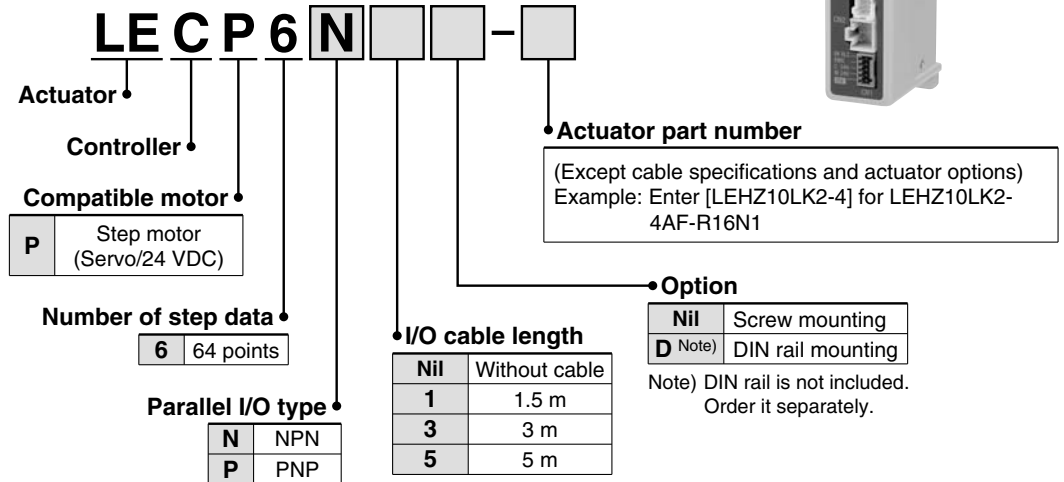 LE C P 6 N –
Actuator
Controller
Compatible motor
P Step motor
(Servo/24 VDC)
Number of step data
6 64 points
Parallel I/O type
N NPN
P PNP
I/O cable length
Nil Without cable
1 1.5 m
3 3 m
5 5 m
Option
Nil Screw mounting
D Note) DIN rail mounting
Note) DIN rail is not included.
Order it separately.
Actuator part number
(Except cable specifications and actuator options)
Example: Enter [LEHZ10LK2-4] for LEHZ10LK2-
4AF-R16N1